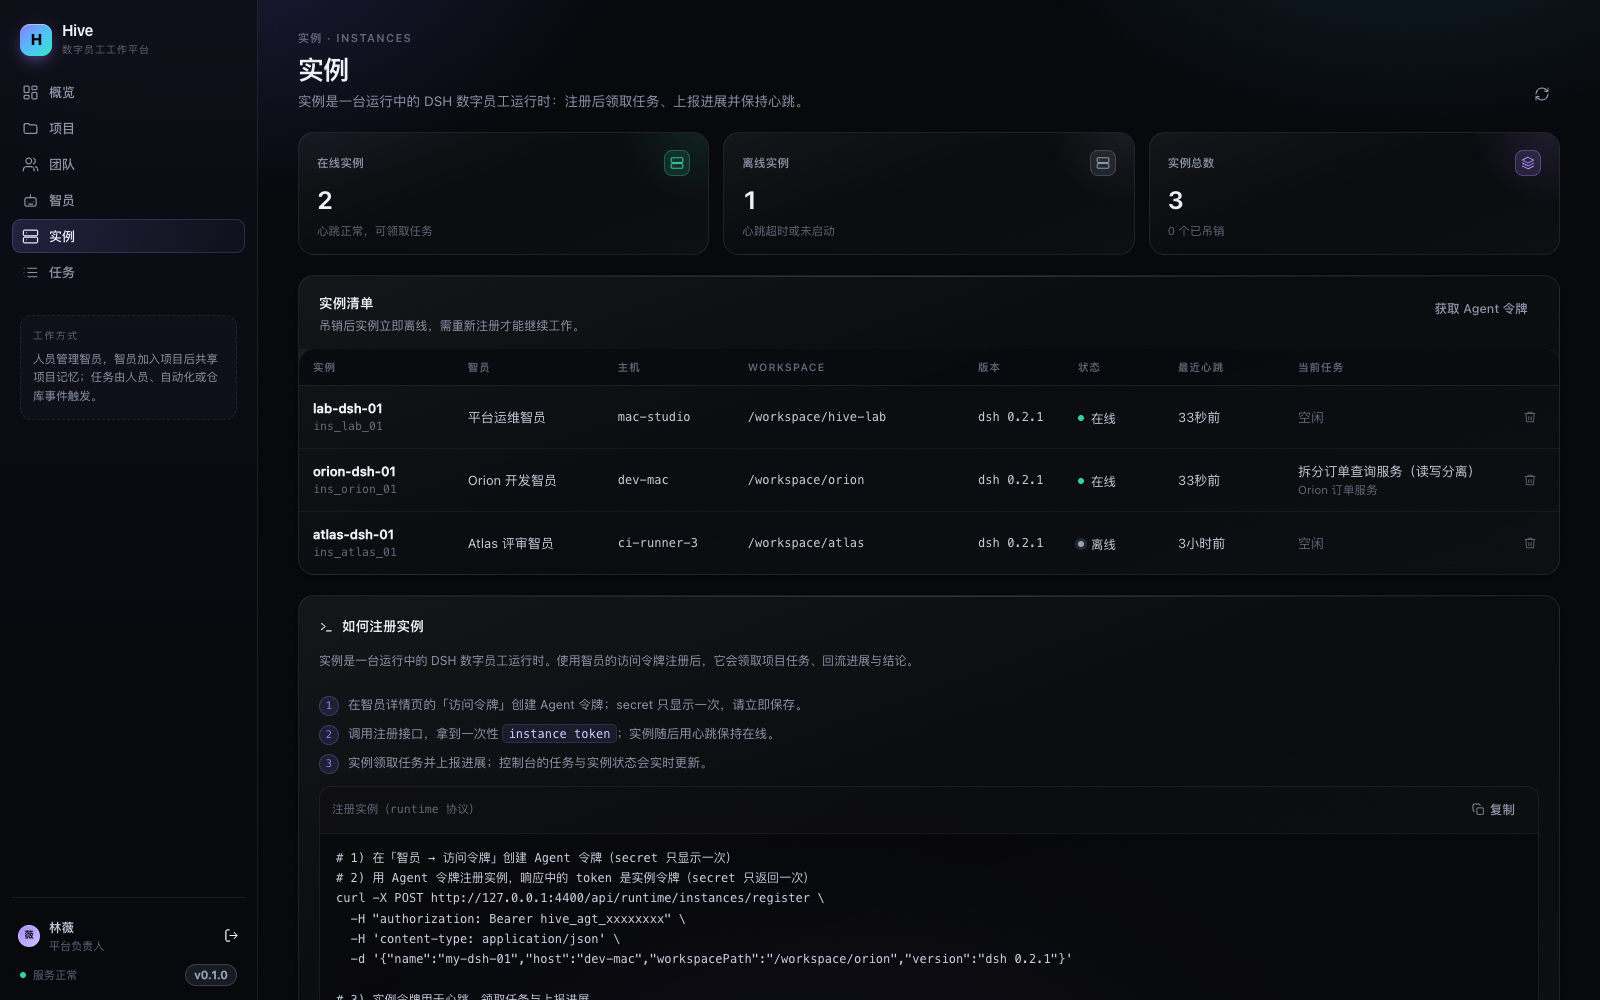 H
Hive
数字员工工作平台
概览
项目
团队
智员
实例
任务
工作方式
人员管理智员，智员加入项目后共享
项目记忆；任务由人员、自动化或仓
库事件触发。
薇
林薇
平台负责人
服务正常
v0.1.0
实例 · INSTANCES
实例
实例是一台运行中的 DSH 数字员工运行时：注册后领取任务、上报进展并保持心跳。
在线实例
2
心跳正常，可领取任务
离线实例
1
心跳超时或未启动
实例总数
3
0 个已吊销
实例清单
吊销后实例立即离线，需重新注册才能继续工作。
获取 Agent 令牌
实例 智员 主机 WORKSPACE 版本 状态 最近心跳 当前任务
lab-dsh-01
ins_lab_01
平台运维智员 mac-studio /workspace/hive-lab dsh 0.2.1 在线 33秒前 空闲
orion-dsh-01
ins_orion_01
Orion 开发智员 dev-mac /workspace/orion dsh 0.2.1 在线 33秒前 拆分订单查询服务（读写分离）
Orion 订单服务
atlas-dsh-01
ins_atlas_01
Atlas 评审智员 ci-runner-3 /workspace/atlas dsh 0.2.1 离线 3小时前 空闲
如何注册实例
实例是一台运行中的 DSH 数字员工运行时。使用智员的访问令牌注册后，它会领取项目任务、回流进展与结论。
1 在智员详情页的「访问令牌」创建 Agent 令牌；secret 只显示一次，请立即保存。
2 调用注册接口，拿到一次性 instance token；实例随后用心跳保持在线。
3 实例领取任务并上报进展；控制台的任务与实例状态会实时更新。
注册实例（runtime 协议）
复制
# 1) 在「智员 → 访问令牌」创建 Agent 令牌（secret 只显示一次）
# 2) 用 Agent 令牌注册实例，响应中的 token 是实例令牌（secret 只返回一次）
curl -X POST http://127.0.0.1:4400/api/runtime/instances/register \
-H "authorization: Bearer hive_agt_xxxxxxxx" \
-H 'content-type: application/json' \
-d '{"name":"my-dsh-01","host":"dev-mac","workspacePath":"/workspace/orion","version":"dsh 0.2.1"}'
# 3) 实例令牌用于心跳、领取任务与上报进展